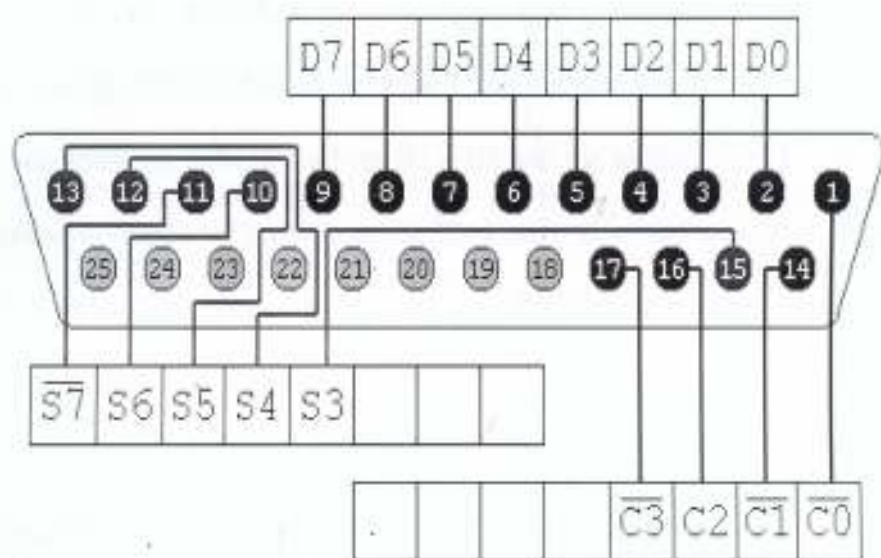 D7 D6 D5 D4 D3 D2 D1 D0
13 12 11 10 9 8 7 6 5 4 3 2 1
25 24 23 22 21 20 19 18 17 16 15 14
S̅7̅ S6 S5 S4 S3
C̅3̅ C2 C̅1̅ C̅0̅